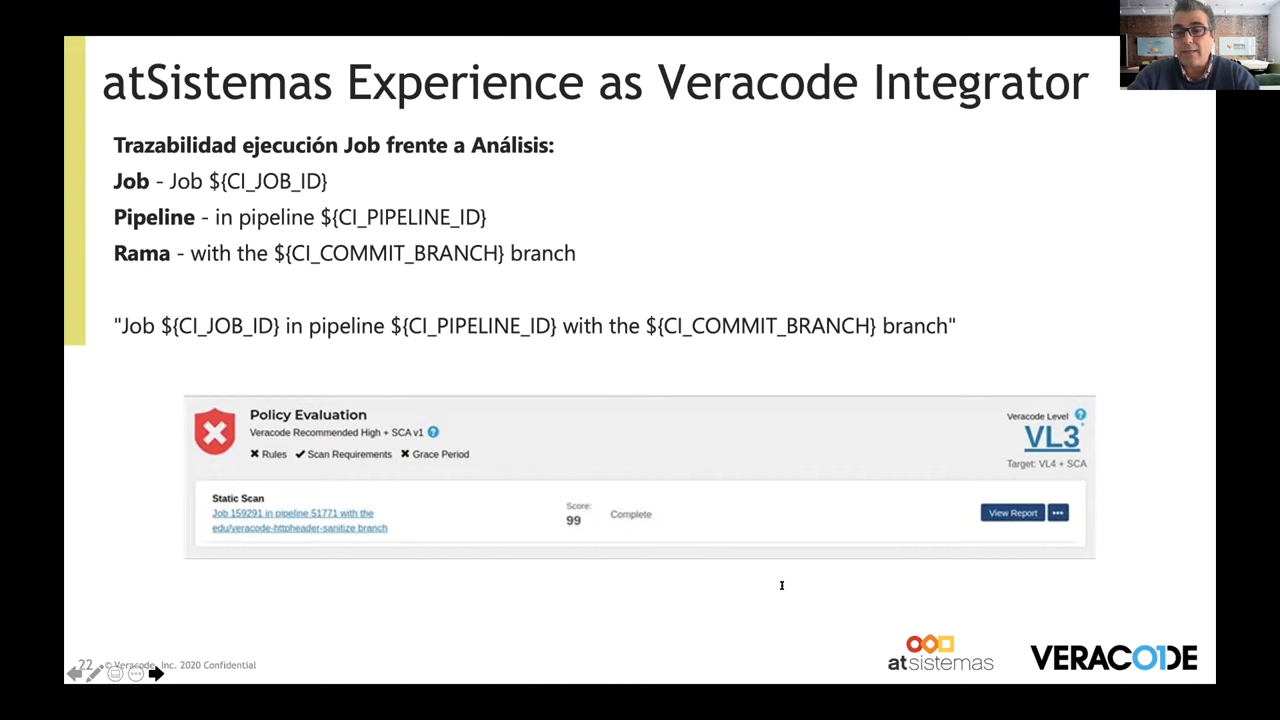 atSistemas Experience as Veracode Integrator
Trazabilidad ejecución Job frente a Análisis:
Job - Job ${CI_JOB_ID}
Pipeline - in pipeline ${CI_PIPELINE_ID}
Rama - with the ${CI_COMMIT_BRANCH} branch
"Job ${CI_JOB_ID} in pipeline ${CI_PIPELINE_ID} with the ${CI_COMMIT_BRANCH} branch"
Policy Evaluation
Veracode Recommended High + SCA v1 ?
Rules Scan Requirements Grace Period
Veracode Level ?
VL3
Target: VL4 + SCA
Static Scan
Job 159291 in pipeline 51771 with the
edu/veracode-httpheader-sanitize branch
Score:
99
Complete
View Report
22 © Veracode, Inc. 2020 Confidential
atsistemas
VERACODE